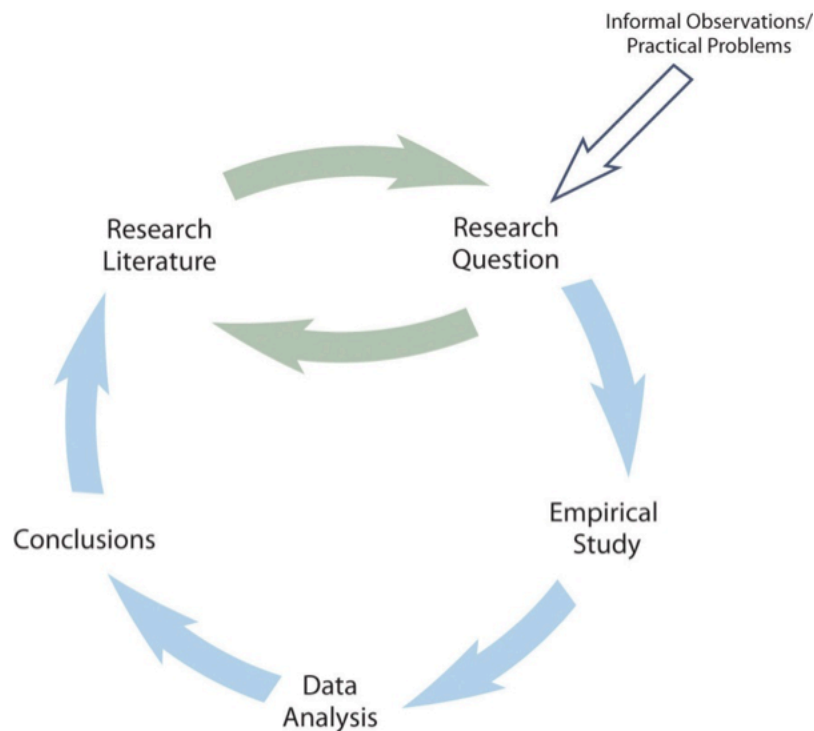 Informal Observations/
Practical Problems
Research
Literature
Research
Question
Empirical
Study
Conclusions
Data
Analysis